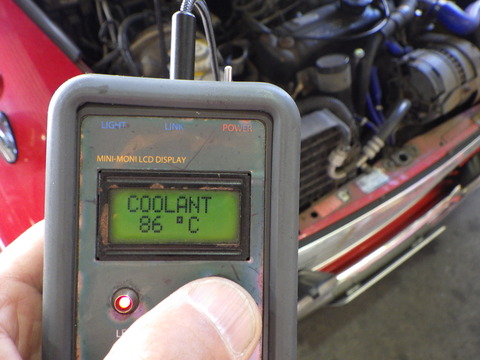 LIGHT LINK POWER
MINI-MONI LCD DISPLAY
COOLANT
86 °C